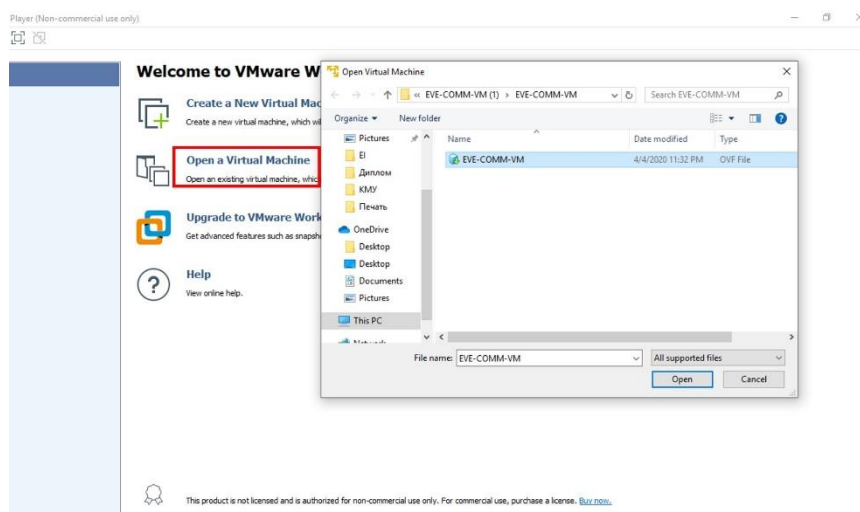 Player (Non-commercial use only)
Welcome to VMware W
Create a New Virtual Mac
Create a new virtual machine, which wil
Open a Virtual Machine
Open an existing virtual machine, whic
Upgrade to VMware Work
Get advanced features such as snapsh
Help
View online help.
Open Virtual Machine
« EVE-COMM-VM (1) › EVE-COMM-VM
Search EVE-COMM-VM
Organize
New folder
Pictures
EI
Диплом
КМУ
Печать
OneDrive
Desktop
Desktop
Documents
Pictures
This PC
Network
Name
Date modified
Type
EVE-COMM-VM
4/4/2020 11:32 PM
OVF File
File name:
EVE-COMM-VM
All supported files
Open
Cancel
This product is not licensed and is authorized for non-commercial use only. For commercial use, purchase a license. Buy now.